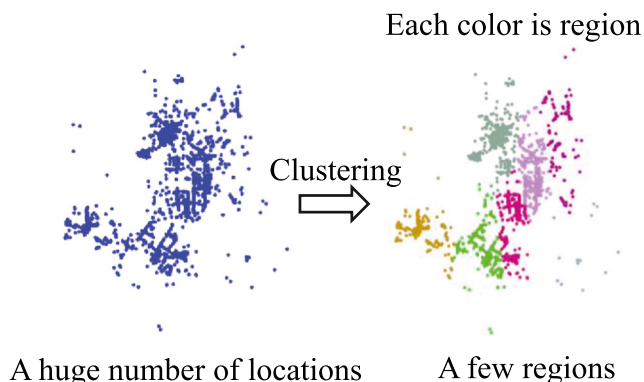 Each color is region
Clustering
A huge number of locations
A few regions